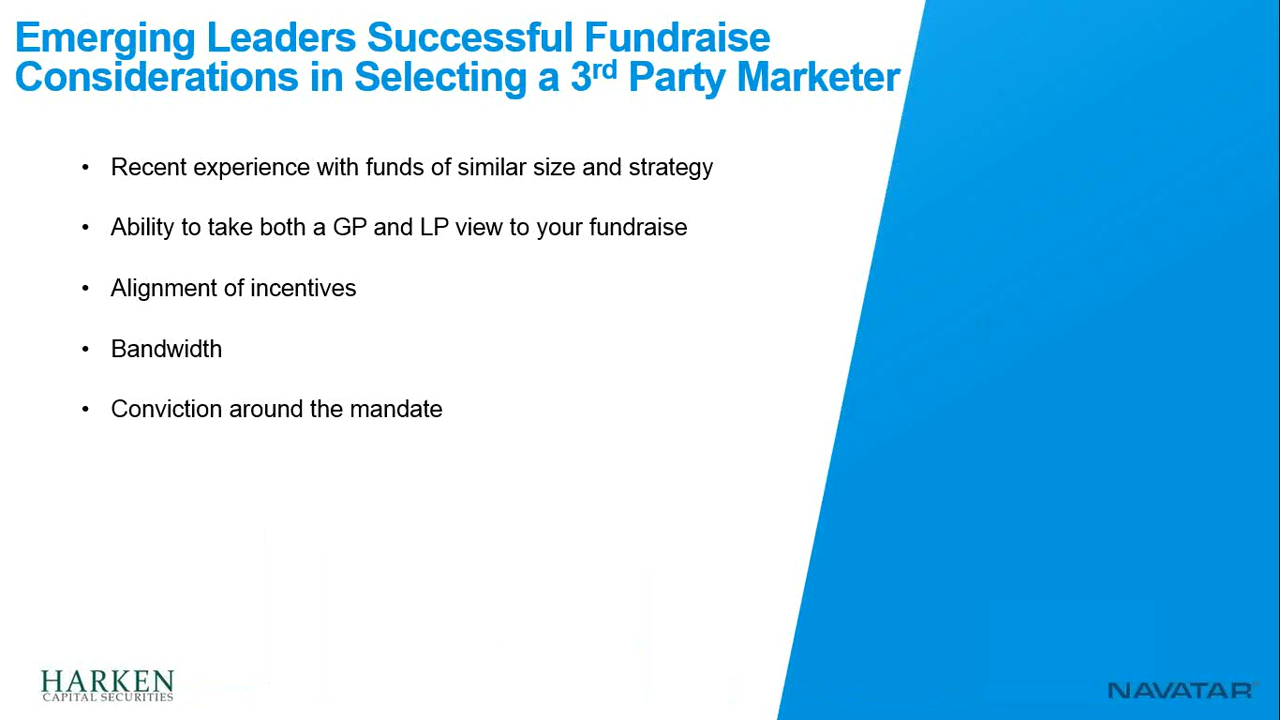 Emerging Leaders Successful Fundraise
Considerations in Selecting a 3rd Party Marketer
• Recent experience with funds of similar size and strategy
• Ability to take both a GP and LP view to your fundraise
• Alignment of incentives
• Bandwidth
• Conviction around the mandate
HARKEN
CAPITAL SECURITIES
NAVATAR